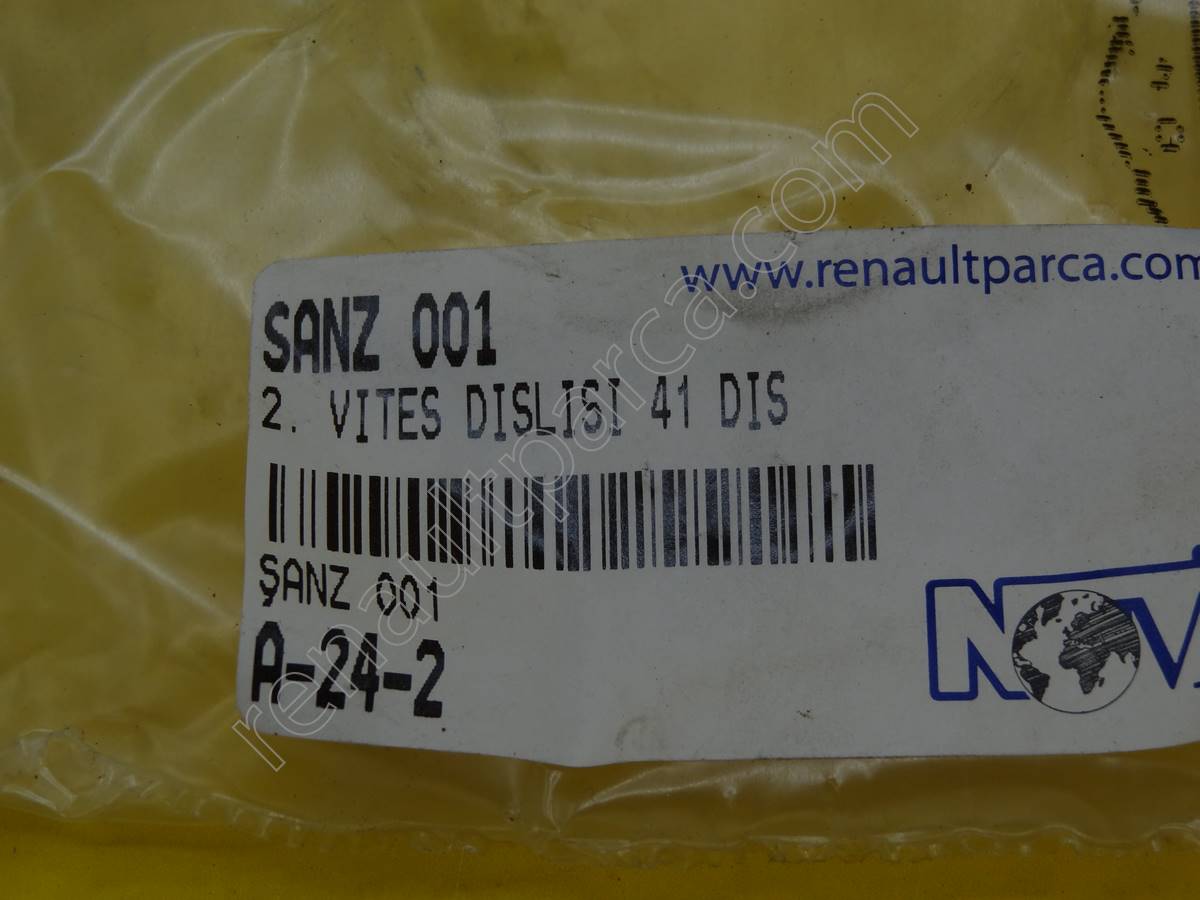 www.renaultparca.com
SANZ 001
2. VITES DISLISI 41 DIS
ŞANZ 001
A-24-2
renaultparca.com